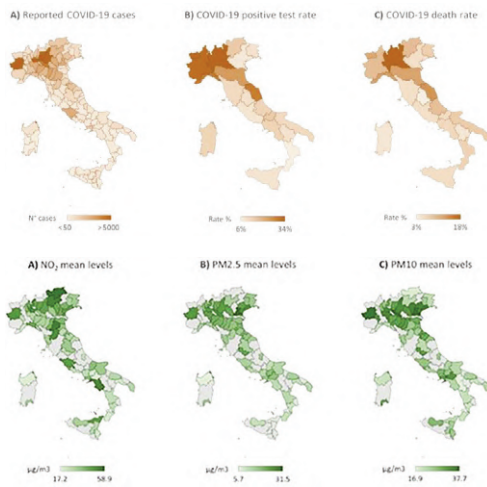 A) Reported COVID-19 cases
B) COVID-19 positive test rate
C) COVID-19 death rate
N° cases
<50 >5000
Rate %
6% 34%
Rate %
3% 18%
A) NO₂ mean levels
B) PM2.5 mean levels
C) PM10 mean levels
µg/m3
17.2 58.9
µg/m3
5.7 31.5
µg/m3
16.9 37.7